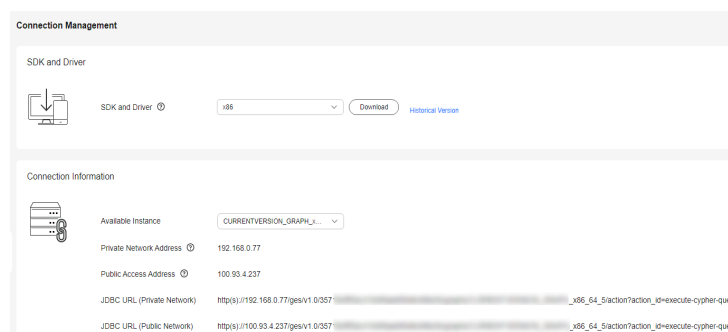 Connection Management
SDK and Driver
SDK and Driver ? x86 Download Historical Version
Connection Information
Available Instance CURRENTVERSION_GRAPH_x...
Private Network Address ? 192.168.0.77
Public Access Address ? 100.93.4.237
JDBC URL (Private Network) http(s)://192.168.0.77/ges/v1.0/357 _x86_64_5/action?action_id=execute-cypher-que
JDBC URL (Public Network) http(s)://100.93.4.237/ges/v1.0/357 _x86_64_5/action?action_id=execute-cypher-que